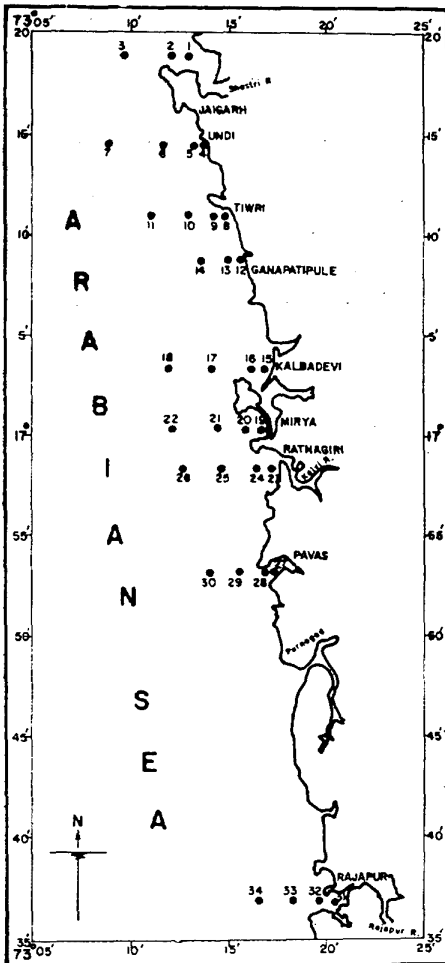 73°05' 10' 15' 20' 25'
20' 20'
3 2 1
Shastri R.
JAIGARH
15' 15'
UNDI
7 6 5 4
TIWRI
11 10 9 8
10' 10'
14 13 12
GANAPATIPULE
5' 5'
18 17 16 15
KALBADEVI
22 21 20 19
MIRYA
17° 17°
RATNAGIRI
26 25 24 23
55' 55'
PAVAS
30 29 28
50' 50'
Purnagad
45' 45'
ARABIAN SEA
N
40' 40'
RAJAPUR
34 33 32
Rajapur R.
35' 35'
73°05' 10' 15' 20' 25'